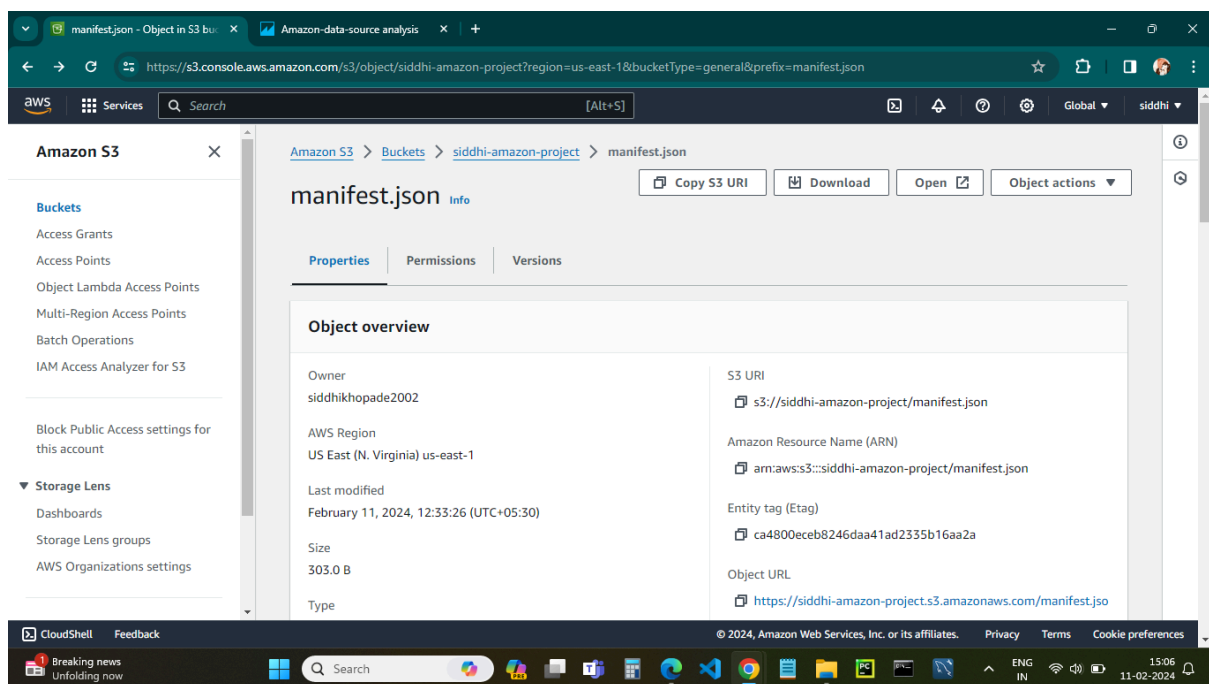 manifest.json - Object in S3 buc
Amazon-data-source analysis
https://s3.console.aws.amazon.com/s3/object/siddhi-amazon-project?region=us-east-1&bucketType=general&prefix=manifest.json
aws
Services
Search
[Alt+S]
Global
siddhi
Amazon S3
Buckets
Access Grants
Access Points
Object Lambda Access Points
Multi-Region Access Points
Batch Operations
IAM Access Analyzer for S3
Block Public Access settings for
this account
Storage Lens
Dashboards
Storage Lens groups
AWS Organizations settings
Amazon S3 > Buckets > siddhi-amazon-project > manifest.json
manifest.json Info
Copy S3 URI
Download
Open
Object actions
Properties
Permissions
Versions
Object overview
Owner
siddhikhopade2002
AWS Region
US East (N. Virginia) us-east-1
Last modified
February 11, 2024, 12:33:26 (UTC+05:30)
Size
303.0 B
Type
S3 URI
s3://siddhi-amazon-project/manifest.json
Amazon Resource Name (ARN)
arn:aws:s3:::siddhi-amazon-project/manifest.json
Entity tag (Etag)
ca4800eceb8246daa41ad2335b16aa2a
Object URL
https://siddhi-amazon-project.s3.amazonaws.com/manifest.jso
CloudShell
Feedback
© 2024, Amazon Web Services, Inc. or its affiliates.
Privacy
Terms
Cookie preferences
1
Breaking news
Unfolding now
Search
PRE
PC
ENG
IN
15:06
11-02-2024